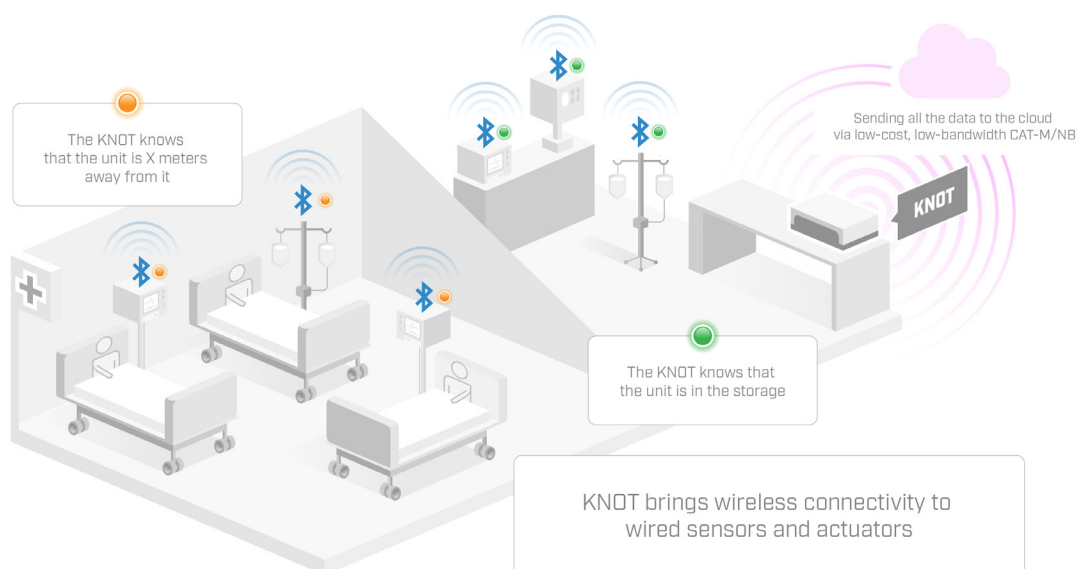 The KNOT knows
that the unit is X meters
away from it
Sending all the data to the cloud
via low-cost, low-bandwidth CAT-M/NB
KNOT
The KNOT knows that
the unit is in the storage
KNOT brings wireless connectivity to
wired sensors and actuators